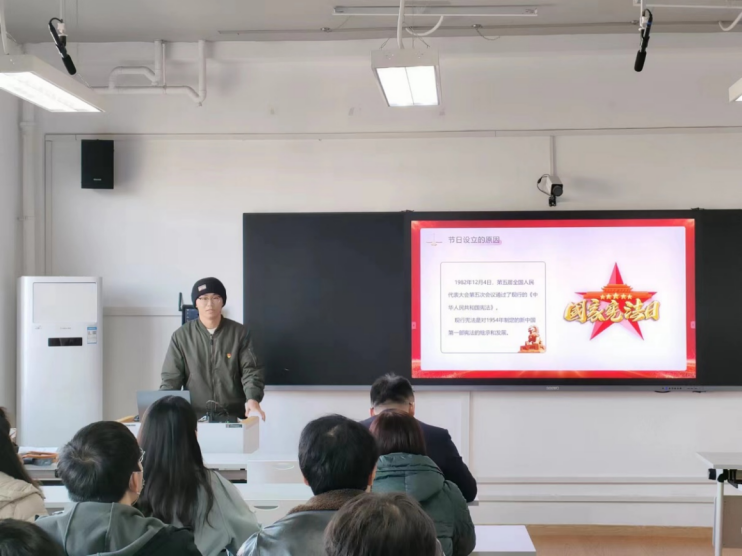 节日设立的原因
1982年12月4日，第五届全国人民
代表大会第五次会议通过了现行的《中
华人民共和国宪法》。
现行宪法是对1954年制定的新中国
第一部宪法的继承和发展。
国家宪法日